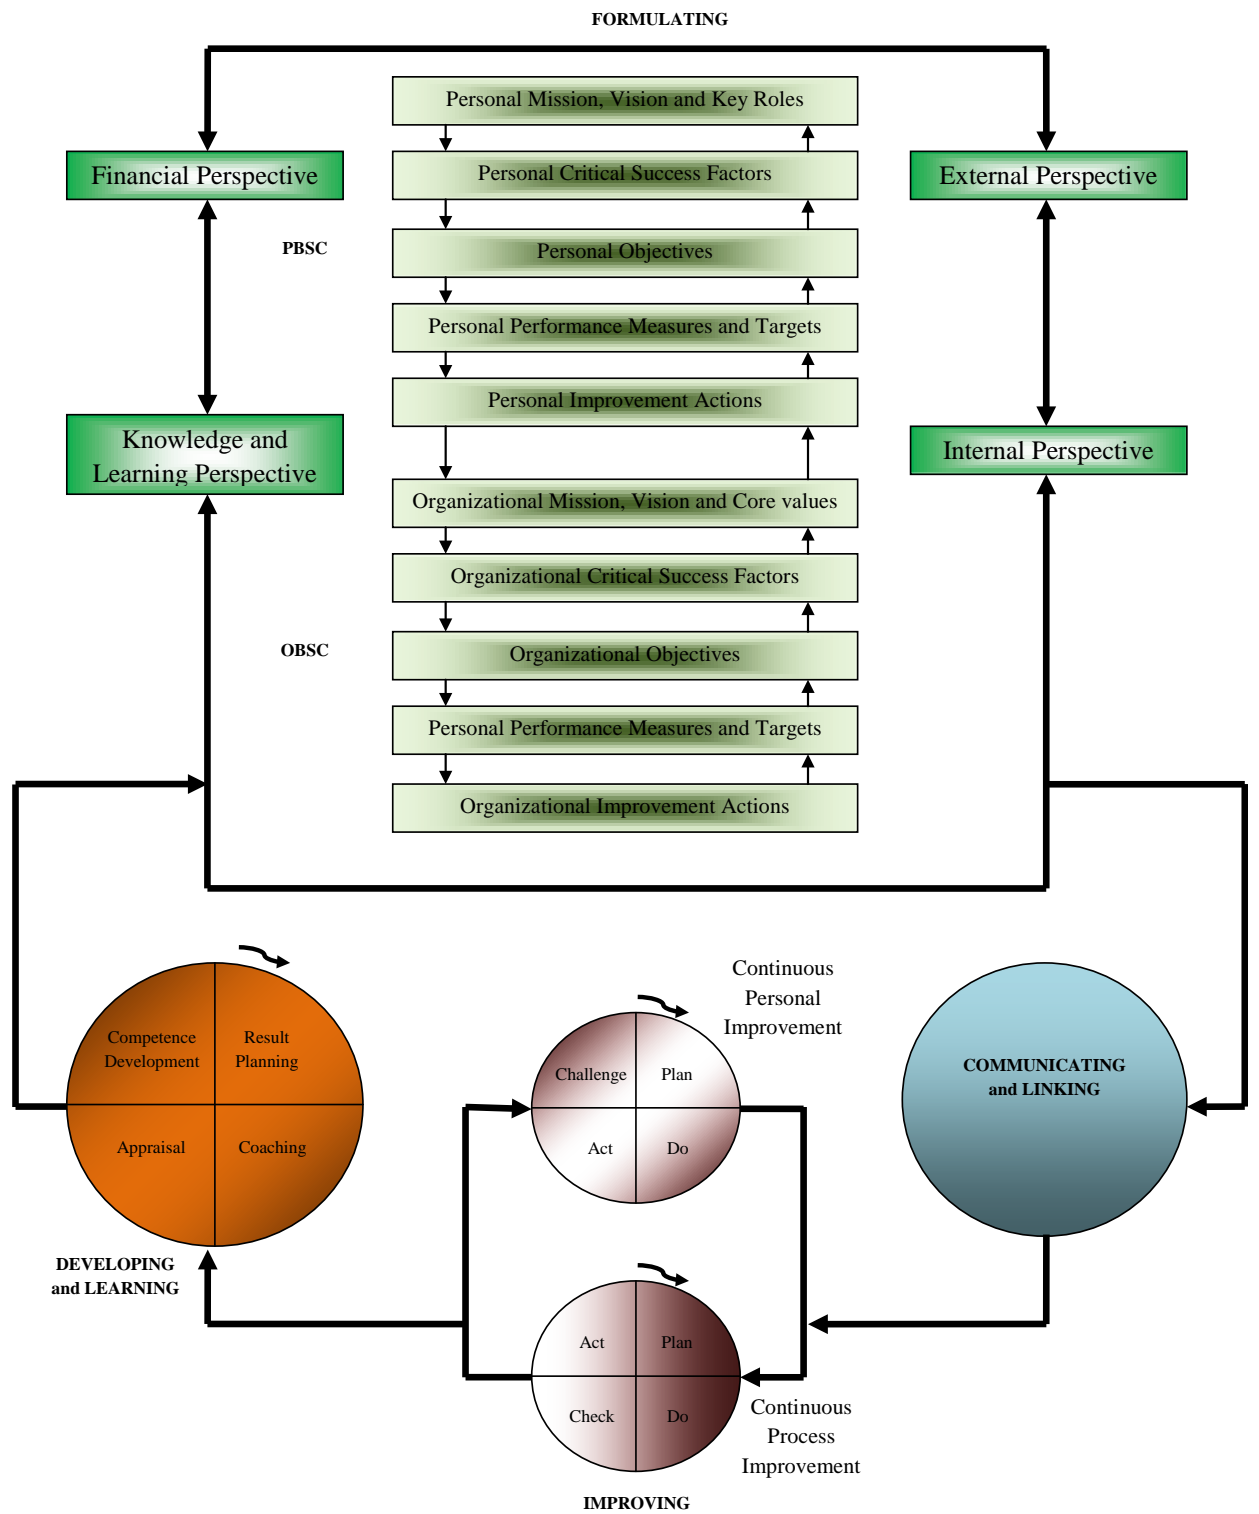 FORMULATING
Personal Mission, Vision and Key Roles
Financial Perspective
Personal Critical Success Factors
External Perspective
PBSC
Personal Objectives
Personal Performance Measures and Targets
Personal Improvement Actions
Knowledge and
Learning Perspective
Internal Perspective
Organizational Mission, Vision and Core values
Organizational Critical Success Factors
OBSC
Organizational Objectives
Personal Performance Measures and Targets
Organizational Improvement Actions
Competence
Development
Result
Planning
Appraisal
Coaching
DEVELOPING
and LEARNING
Continuous
Personal
Improvement
Challenge
Plan
Act
Do
COMMUNICATING
and LINKING
Act
Plan
Check
Do
Continuous
Process
Improvement
IMPROVING